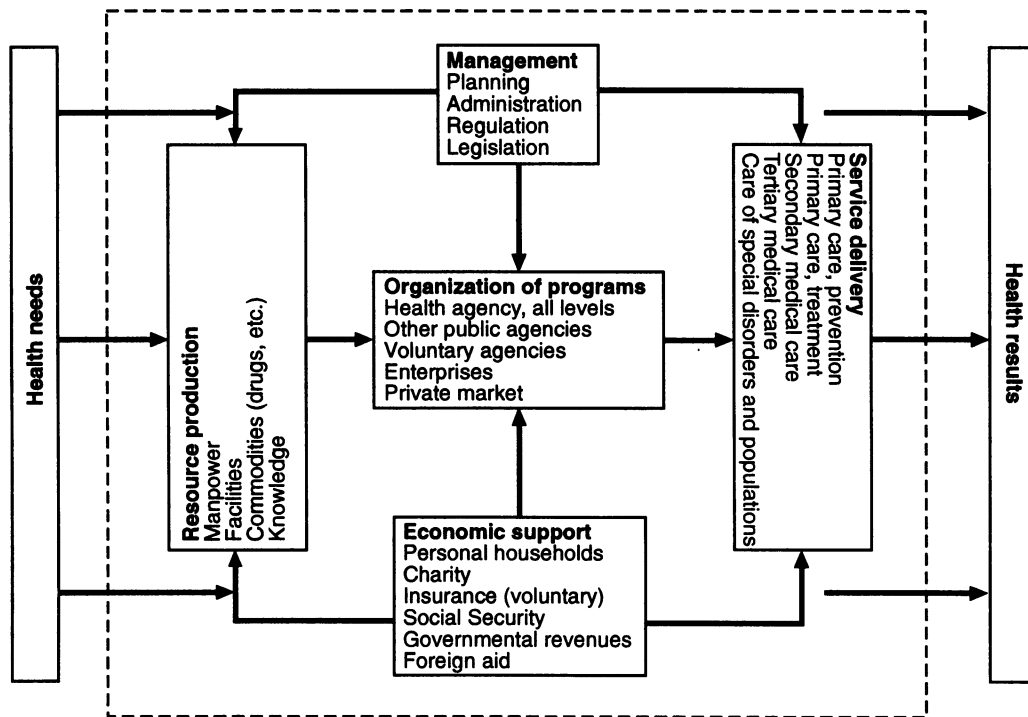 Health needs
Resource production
Manpower
Facilities
Commodities (drugs, etc.)
Knowledge
Management
Planning
Administration
Regulation
Legislation
Organization of programs
Health agency, all levels
Other public agencies
Voluntary agencies
Enterprises
Private market
Economic support
Personal households
Charity
Insurance (voluntary)
Social Security
Governmental revenues
Foreign aid
Service delivery
Primary care, prevention
Primary care, treatment
Secondary medical care
Tertiary medical care
Care of special disorders and populations
Health results